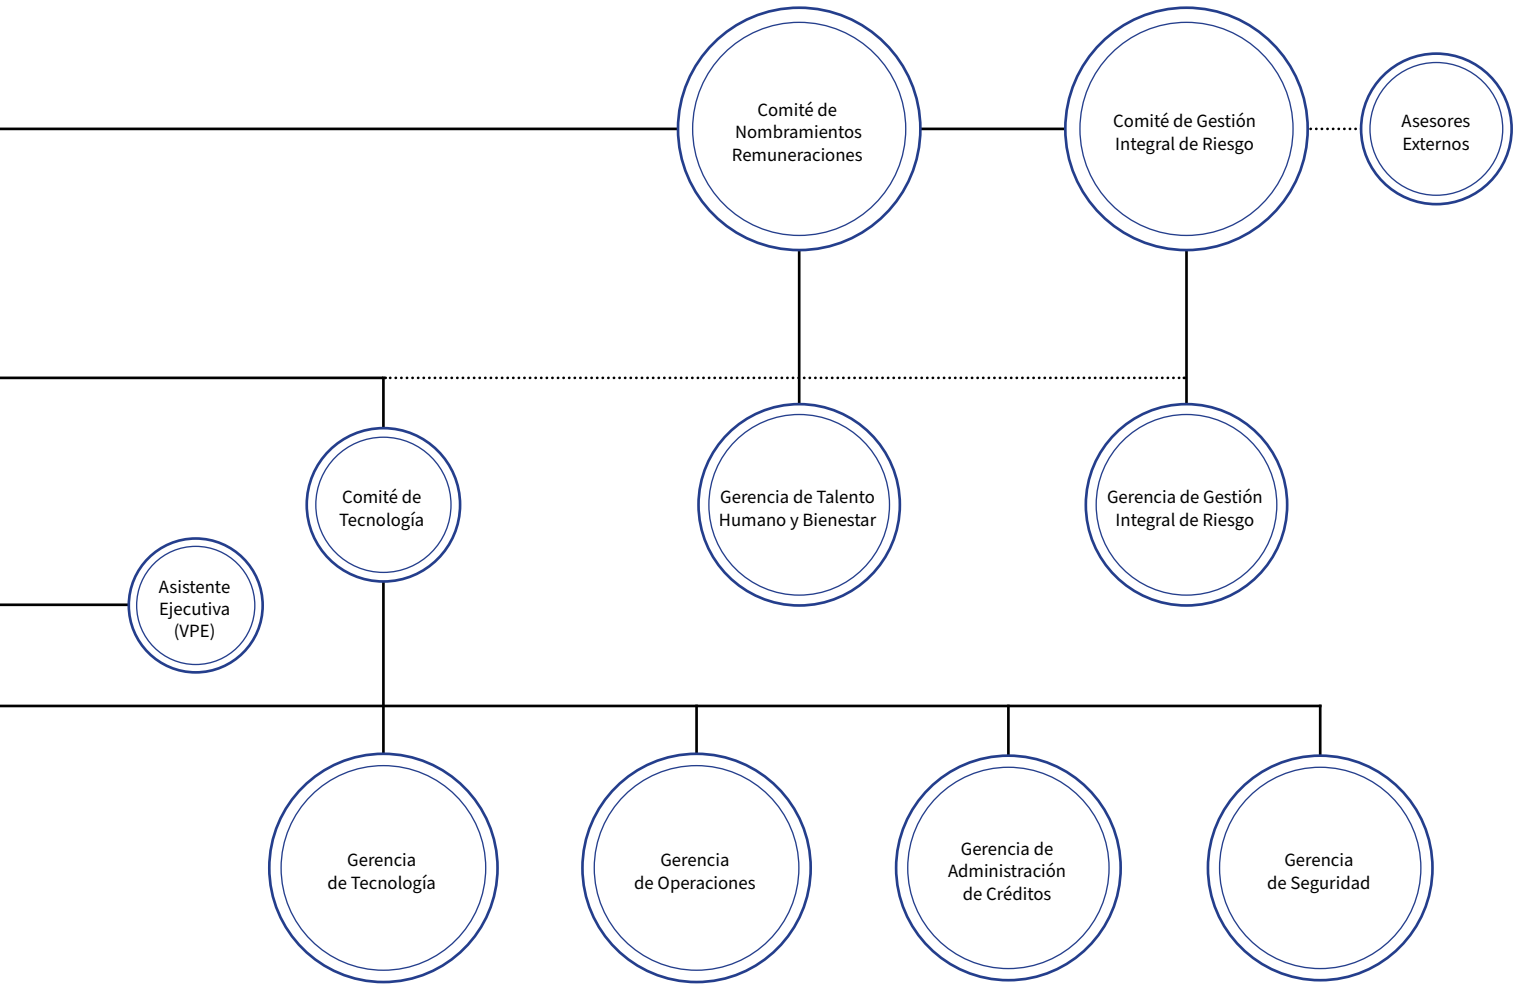 Comité de
Nombramientos
Remuneraciones
Comité de Gestión
Integral de Riesgo
Asesores
Externos
Comité de
Tecnología
Gerencia de Talento
Humano y Bienestar
Gerencia de Gestión
Integral de Riesgo
Asistente
Ejecutiva
(VPE)
Gerencia
de Tecnología
Gerencia
de Operaciones
Gerencia de
Administración
de Créditos
Gerencia
de Seguridad